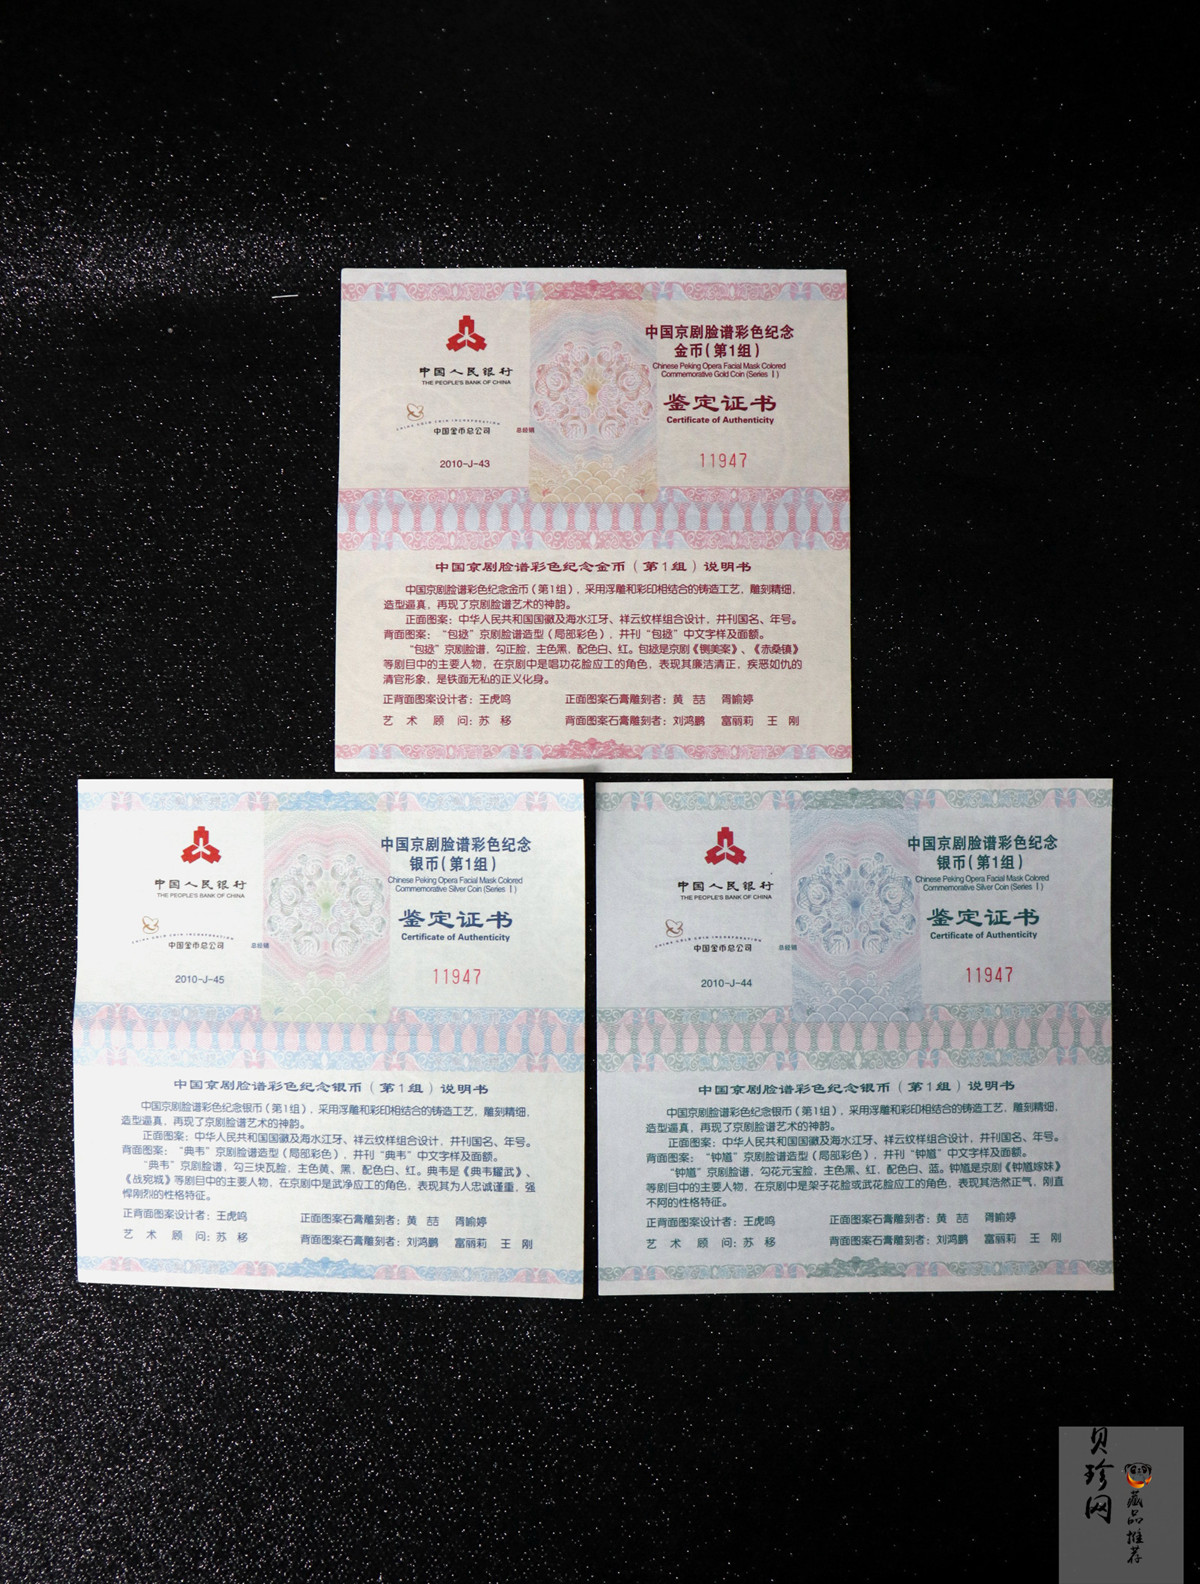 中国人民银行
THE PEOPLE'S BANK OF CHINA
CHINA GOLD COIN INCORPORATION
中国金币总公司 总经销
2010-J-43
中国京剧脸谱彩色纪念
金币(第1组)
Chinese Peking Opera Facial Mask Colored
Commemorative Gold Coin (Series Ⅰ)
鉴定证书
Certificate of Authenticity
11947
中国京剧脸谱彩色纪念金币(第1组)说明书
中国京剧脸谱彩色纪念金币(第1组),采用浮雕和彩印相结合的铸造工艺,雕刻精细,
造型逼真,再现了京剧脸谱艺术的神韵。
正面图案:中华人民共和国国徽及海水江牙、祥云纹样组合设计,并刊国名、年号。
背面图案:“包拯”京剧脸谱造型(局部彩色),并刊“包拯”中文字样及面额。
“包拯”京剧脸谱,勾正脸,主色黑,配色白、红。包拯是京剧《铡美案》、《赤桑镇》
等剧目中的主要人物,在京剧中是唱功花脸应工的角色,表现其廉洁清正,疾恶如仇的
清官形象,是铁面无私的正义化身。
正背面图案设计者:王虎鸣 正面图案石膏雕刻者:黄 喆 胥喻婷
艺 术 顾 问:苏 移 背面图案石膏雕刻者:刘鸿鹏 富丽莉 王 刚
中国人民银行
THE PEOPLE'S BANK OF CHINA
CHINA GOLD COIN INCORPORATION
中国金币总公司 总经销
2010-J-45
中国京剧脸谱彩色纪念
银币(第1组)
Chinese Peking Opera Facial Mask Colored
Commemorative Silver Coin (Series Ⅰ)
鉴定证书
Certificate of Authenticity
11947
中国京剧脸谱彩色纪念银币(第1组)说明书
中国京剧脸谱彩色纪念银币(第1组),采用浮雕和彩印相结合的铸造工艺,雕刻精细,
造型逼真,再现了京剧脸谱艺术的神韵。
正面图案:中华人民共和国国徽及海水江牙、祥云纹样组合设计,并刊国名、年号。
背面图案:“典韦”京剧脸谱造型(局部彩色),并刊“典韦”中文字样及面额。
“典韦”京剧脸谱,勾三块瓦脸,主色黄、黑,配色白、红。典韦是《典韦耀武》、
《战宛城》等剧目中的主要人物,在京剧中是武净应工的角色,表现其为人忠诚谨重,强
悍刚烈的性格特征。
正背面图案设计者:王虎鸣 正面图案石膏雕刻者:黄 喆 胥喻婷
艺 术 顾 问:苏 移 背面图案石膏雕刻者:刘鸿鹏 富丽莉 王 刚
中国人民银行
THE PEOPLE'S BANK OF CHINA
CHINA GOLD COIN INCORPORATION
中国金币总公司 总经销
2010-J-44
中国京剧脸谱彩色纪念
银币(第1组)
Chinese Peking Opera Facial Mask Colored
Commemorative Silver Coin (Series Ⅰ)
鉴定证书
Certificate of Authenticity
11947
中国京剧脸谱彩色纪念银币(第1组)说明书
中国京剧脸谱彩色纪念银币(第1组),采用浮雕和彩印相结合的铸造工艺,雕刻精细,
造型逼真,再现了京剧脸谱艺术的神韵。
正面图案:中华人民共和国国徽及海水江牙、祥云纹样组合设计,并刊国名、年号。
背面图案:“钟馗”京剧脸谱造型(局部彩色),并刊“钟馗”中文字样及面额。
“钟馗”京剧脸谱,勾花元宝脸,主色黑、红,配色白、蓝。钟馗是京剧《钟馗嫁妹》
等剧目中的主要人物,在京剧中是架子花脸或武花脸应工的角色,表现其浩然正气,刚直
不阿的性格特征。
正背面图案设计者:王虎鸣 正面图案石膏雕刻者:黄 喆 胥喻婷
艺 术 顾 问:苏 移 背面图案石膏雕刻者:刘鸿鹏 富丽莉 王 刚
贝珍网
藏品推荐